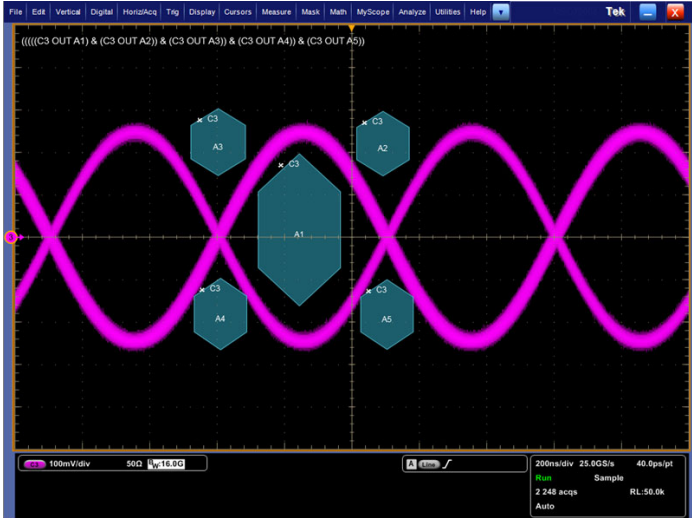 File Edit Vertical Digital Horiz/Acq Trig Display Cursors Measure Mask Math MyScope Analyze Utilities Help Tek X
(((((C3 OUT A1) & (C3 OUT A2)) & (C3 OUT A3)) & (C3 OUT A4)) & (C3 OUT A5))
C3 C3
A3 A2
C3
3 A1
C3 C3
A4 A5
C3 100mV/div 50Ω BW:16.0G A Line 200ns/div 25.0GS/s 40.0ps/pt
Run Sample
2 248 acqs RL:50.0k
Auto